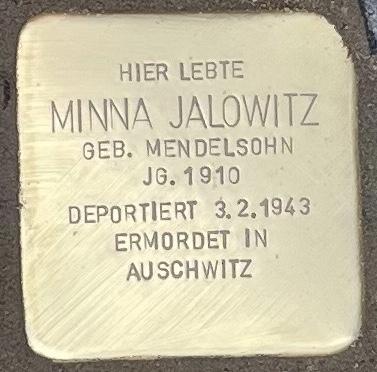 HIER LEBTE
MINNA JALOWITZ
GEB. MENDELSOHN
JG. 1910
DEPORTIERT 3.2.1943
ERMORDET IN
AUSCHWITZ